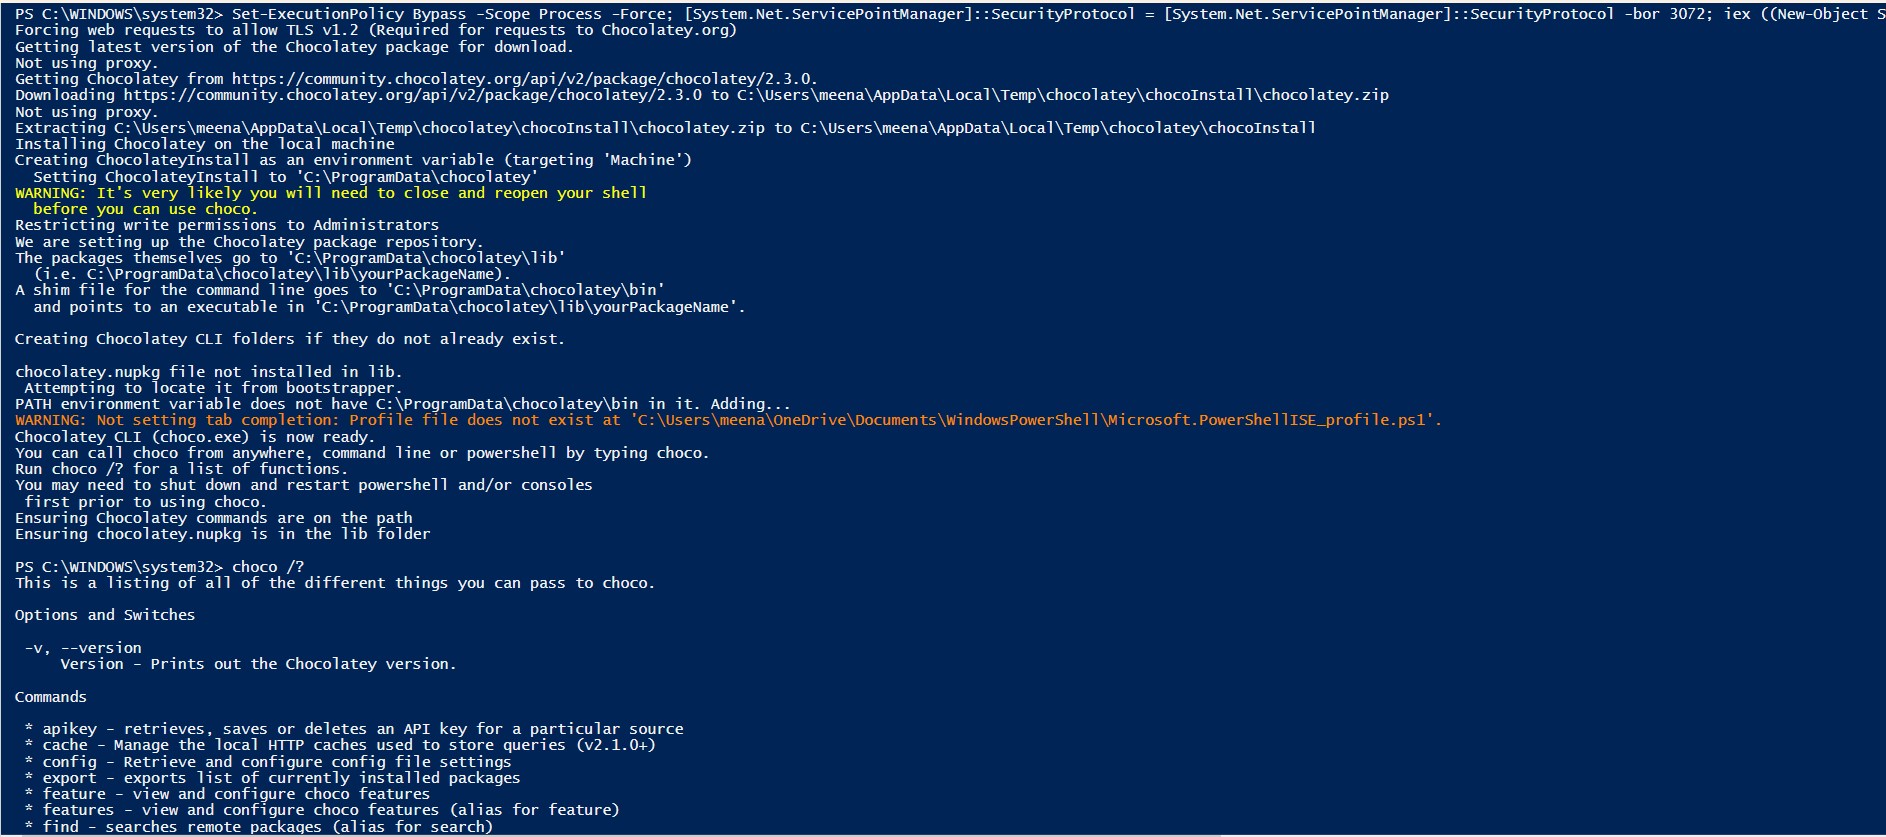 PS C:\WINDOWS\system32> Set-ExecutionPolicy Bypass -Scope Process -Force; [System.Net.ServicePointManager]::SecurityProtocol = [System.Net.ServicePointManager]::SecurityProtocol -bor 3072; iex ((New-Object S
Forcing web requests to allow TLS v1.2 (Required for requests to Chocolatey.org)
Getting latest version of the Chocolatey package for download.
Not using proxy.
Getting Chocolatey from https://community.chocolatey.org/api/v2/package/chocolatey/2.3.0.
Downloading https://community.chocolatey.org/api/v2/package/chocolatey/2.3.0 to C:\Users\meena\AppData\Local\Temp\chocolatey\chocoInstall\chocolatey.zip
Not using proxy.
Extracting C:\Users\meena\AppData\Local\Temp\chocolatey\chocoInstall\chocolatey.zip to C:\Users\meena\AppData\Local\Temp\chocolatey\chocoInstall
Installing Chocolatey on the local machine
Creating ChocolateyInstall as an environment variable (targeting 'Machine')
  Setting ChocolateyInstall to 'C:\ProgramData\chocolatey'
WARNING: It's very likely you will need to close and reopen your shell
  before you can use choco.
Restricting write permissions to Administrators
We are setting up the Chocolatey package repository.
The packages themselves go to 'C:\ProgramData\chocolatey\lib'
  (i.e. C:\ProgramData\chocolatey\lib\yourPackageName).
A shim file for the command line goes to 'C:\ProgramData\chocolatey\bin'
  and points to an executable in 'C:\ProgramData\chocolatey\lib\yourPackageName'.

Creating Chocolatey CLI folders if they do not already exist.

chocolatey.nupkg file not installed in lib.
 Attempting to locate it from bootstrapper.
PATH environment variable does not have C:\ProgramData\chocolatey\bin in it. Adding...
WARNING: Not setting tab completion: Profile file does not exist at 'C:\Users\meena\OneDrive\Documents\WindowsPowerShell\Microsoft.PowerShellISE_profile.ps1'.
Chocolatey CLI (choco.exe) is now ready.
You can call choco from anywhere, command line or powershell by typing choco.
Run choco /? for a list of functions.
You may need to shut down and restart powershell and/or consoles
 first prior to using choco.
Ensuring Chocolatey commands are on the path
Ensuring chocolatey.nupkg is in the lib folder

PS C:\WINDOWS\system32> choco /?
This is a listing of all of the different things you can pass to choco.

Options and Switches

 -v, --version
     Version - Prints out the Chocolatey version.

Commands

 * apikey - retrieves, saves or deletes an API key for a particular source
 * cache - Manage the local HTTP caches used to store queries (v2.1.0+)
 * config - Retrieve and configure config file settings
 * export - exports list of currently installed packages
 * feature - view and configure choco features
 * features - view and configure choco features (alias for feature)
 * find - searches remote packages (alias for search)